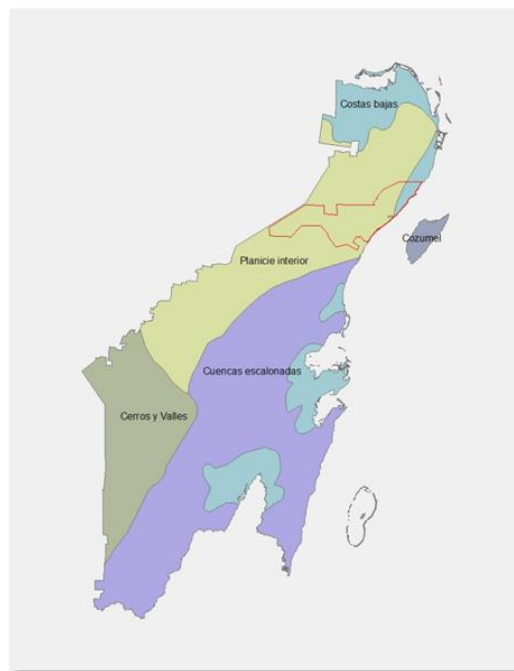 Costas bajas
Cozumel
Planicie interior
Cuencas escalonadas
Cerros y Valles